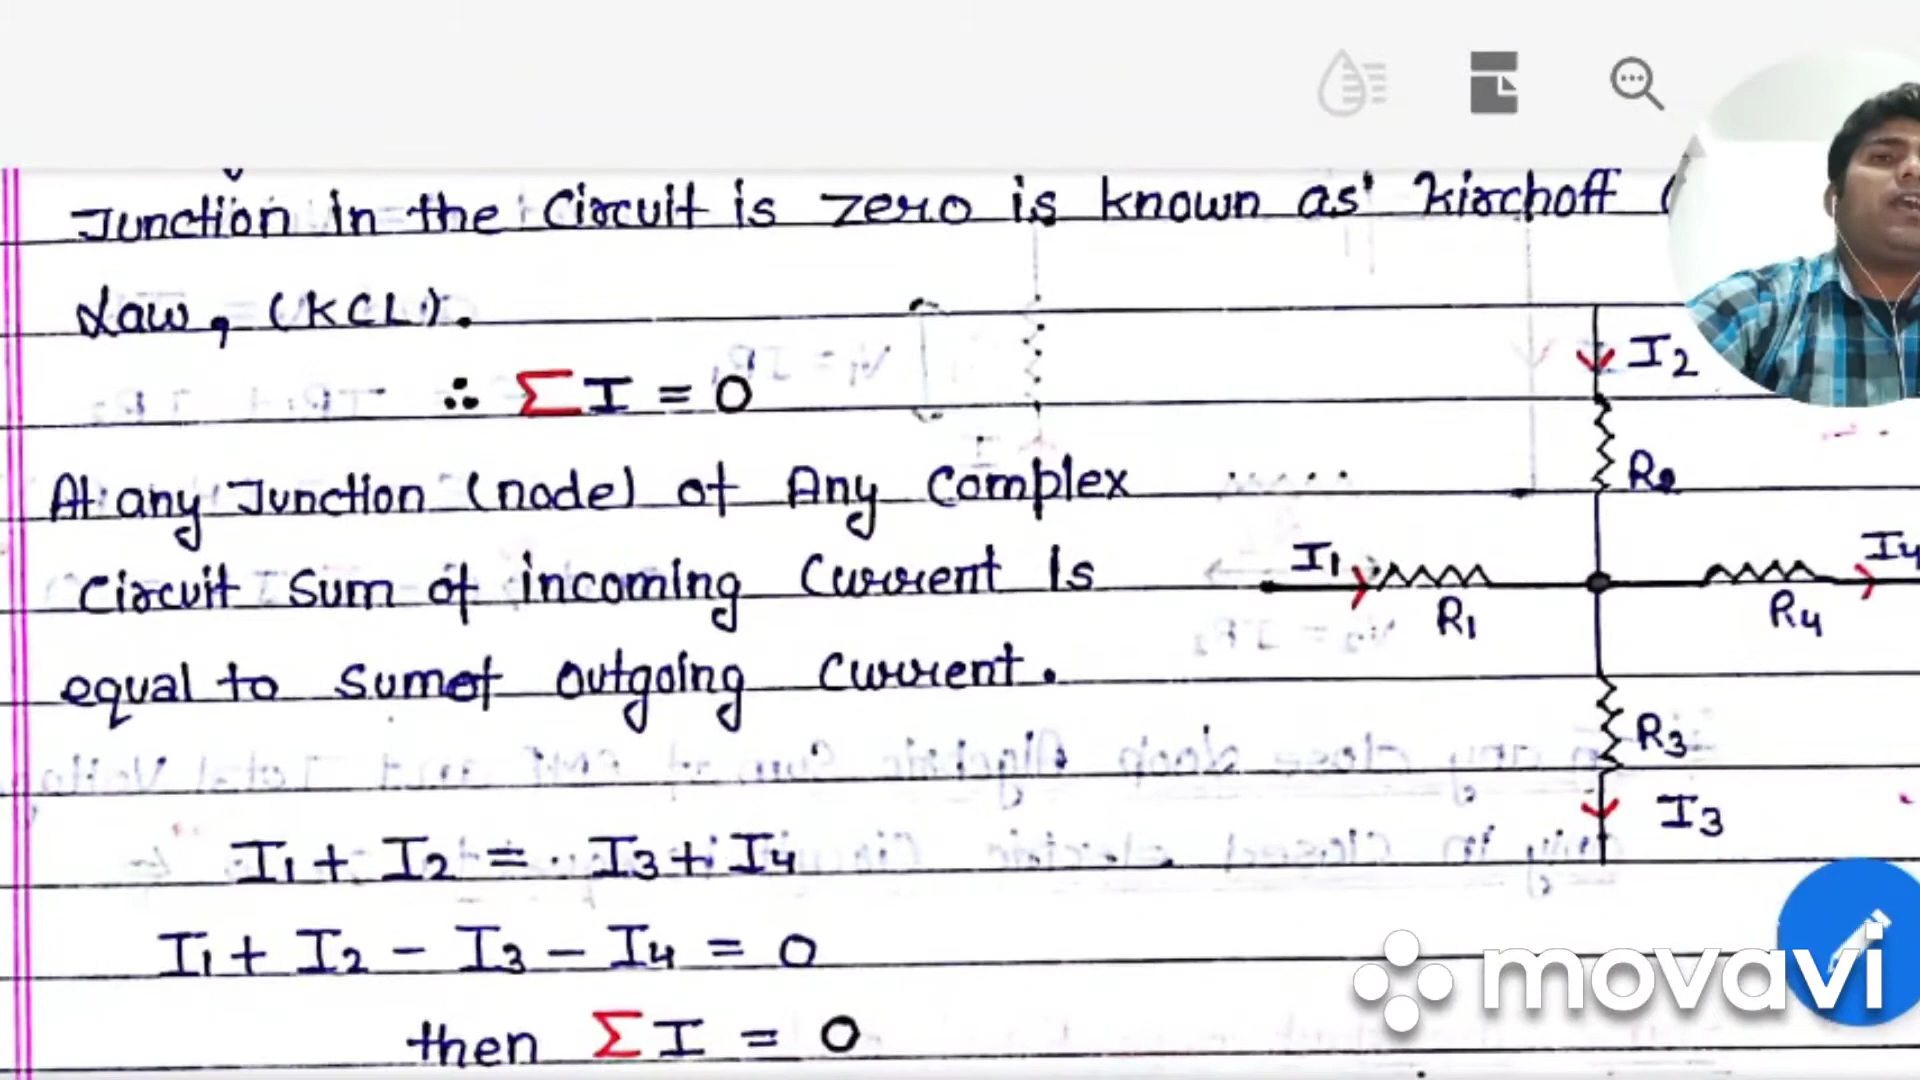 Junction in the Circuit is zero is known as' Kirchoff
Law, (KCL).
∴ ΣI = 0
At any Junction (node) of Any Complex
Circuit Sum of incoming Current Is
equal to Sumof outgoing Current.
I1 + I2 = I3 + I4
I1 + I2 - I3 - I4 = 0
then ΣI = 0
I2
R2
I1
R1
I4
R4
R3
I3
movavi